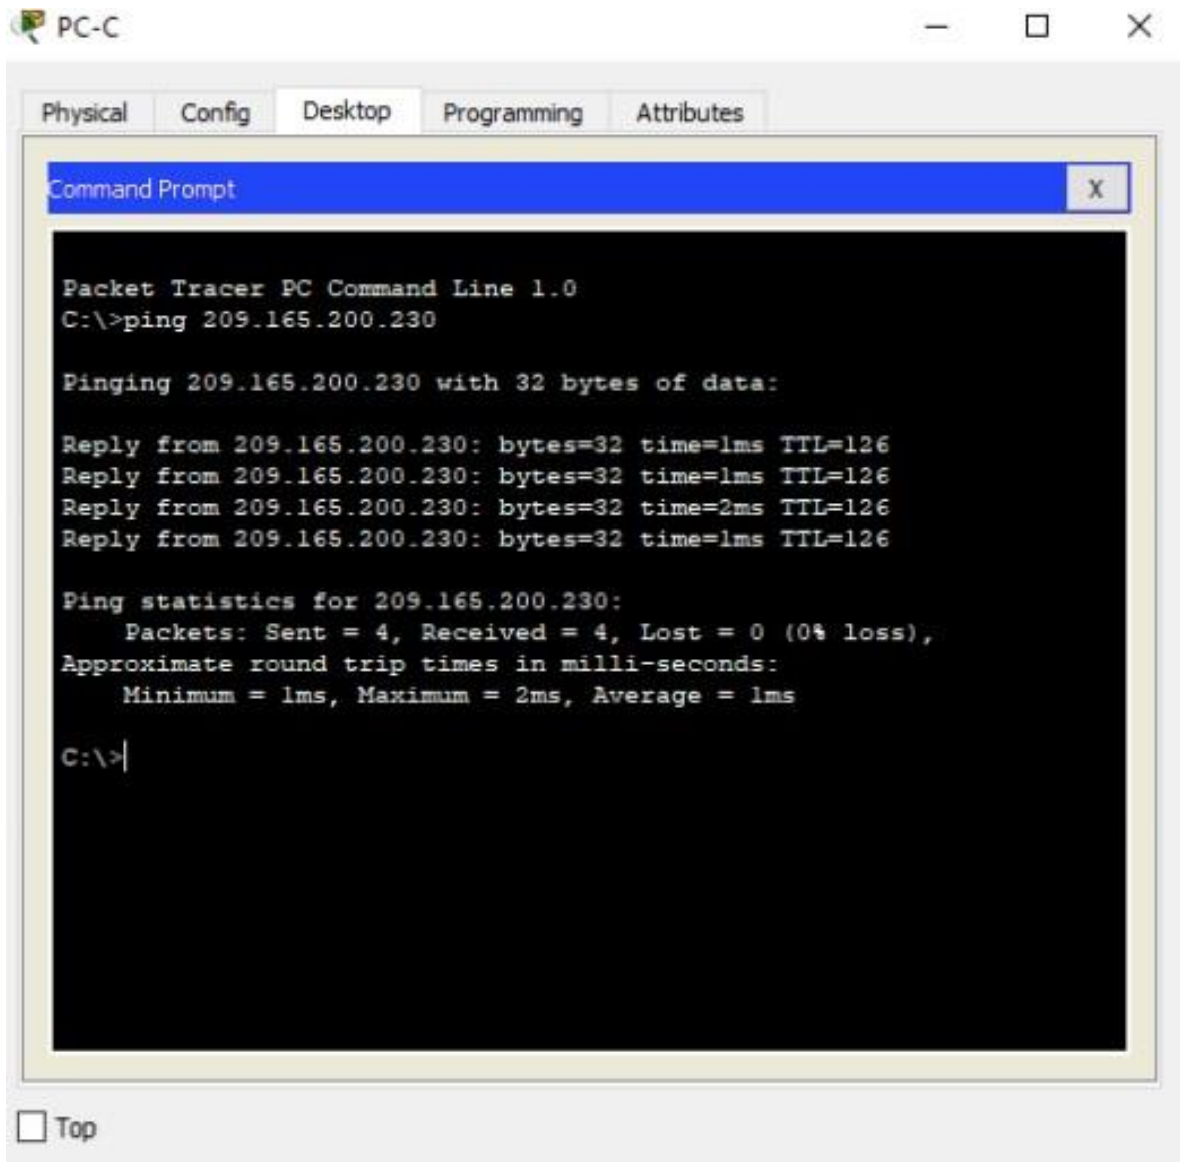 PC-C
Physical Config Desktop Programming Attributes
Command Prompt X
Packet Tracer PC Command Line 1.0
C:\>ping 209.165.200.230
Pinging 209.165.200.230 with 32 bytes of data:
Reply from 209.165.200.230: bytes=32 time=1ms TTL=126
Reply from 209.165.200.230: bytes=32 time=1ms TTL=126
Reply from 209.165.200.230: bytes=32 time=2ms TTL=126
Reply from 209.165.200.230: bytes=32 time=1ms TTL=126
Ping statistics for 209.165.200.230:
Packets: Sent = 4, Received = 4, Lost = 0 (0% loss),
Approximate round trip times in milli-seconds:
Minimum = 1ms, Maximum = 2ms, Average = 1ms
C:\>
Top